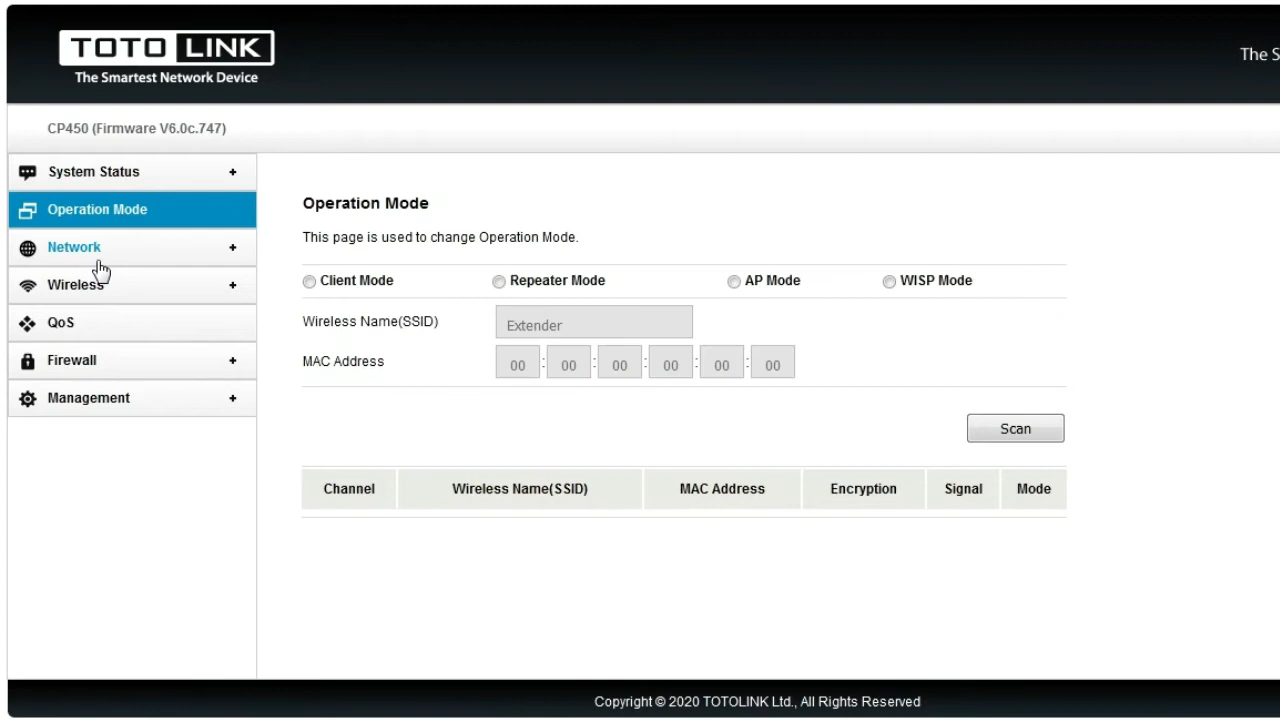 TOTO LINK
The Smartest Network Device
The S
CP450 (Firmware V6.0c.747)
System Status +
Operation Mode
Network +
Wireless +
QoS
Firewall +
Management +
Operation Mode
This page is used to change Operation Mode.
Client Mode Repeater Mode AP Mode WISP Mode
Wireless Name(SSID) Extender
MAC Address 00 : 00 : 00 : 00 : 00 : 00
Scan
Channel Wireless Name(SSID) MAC Address Encryption Signal Mode
Copyright © 2020 TOTOLINK Ltd., All Rights Reserved